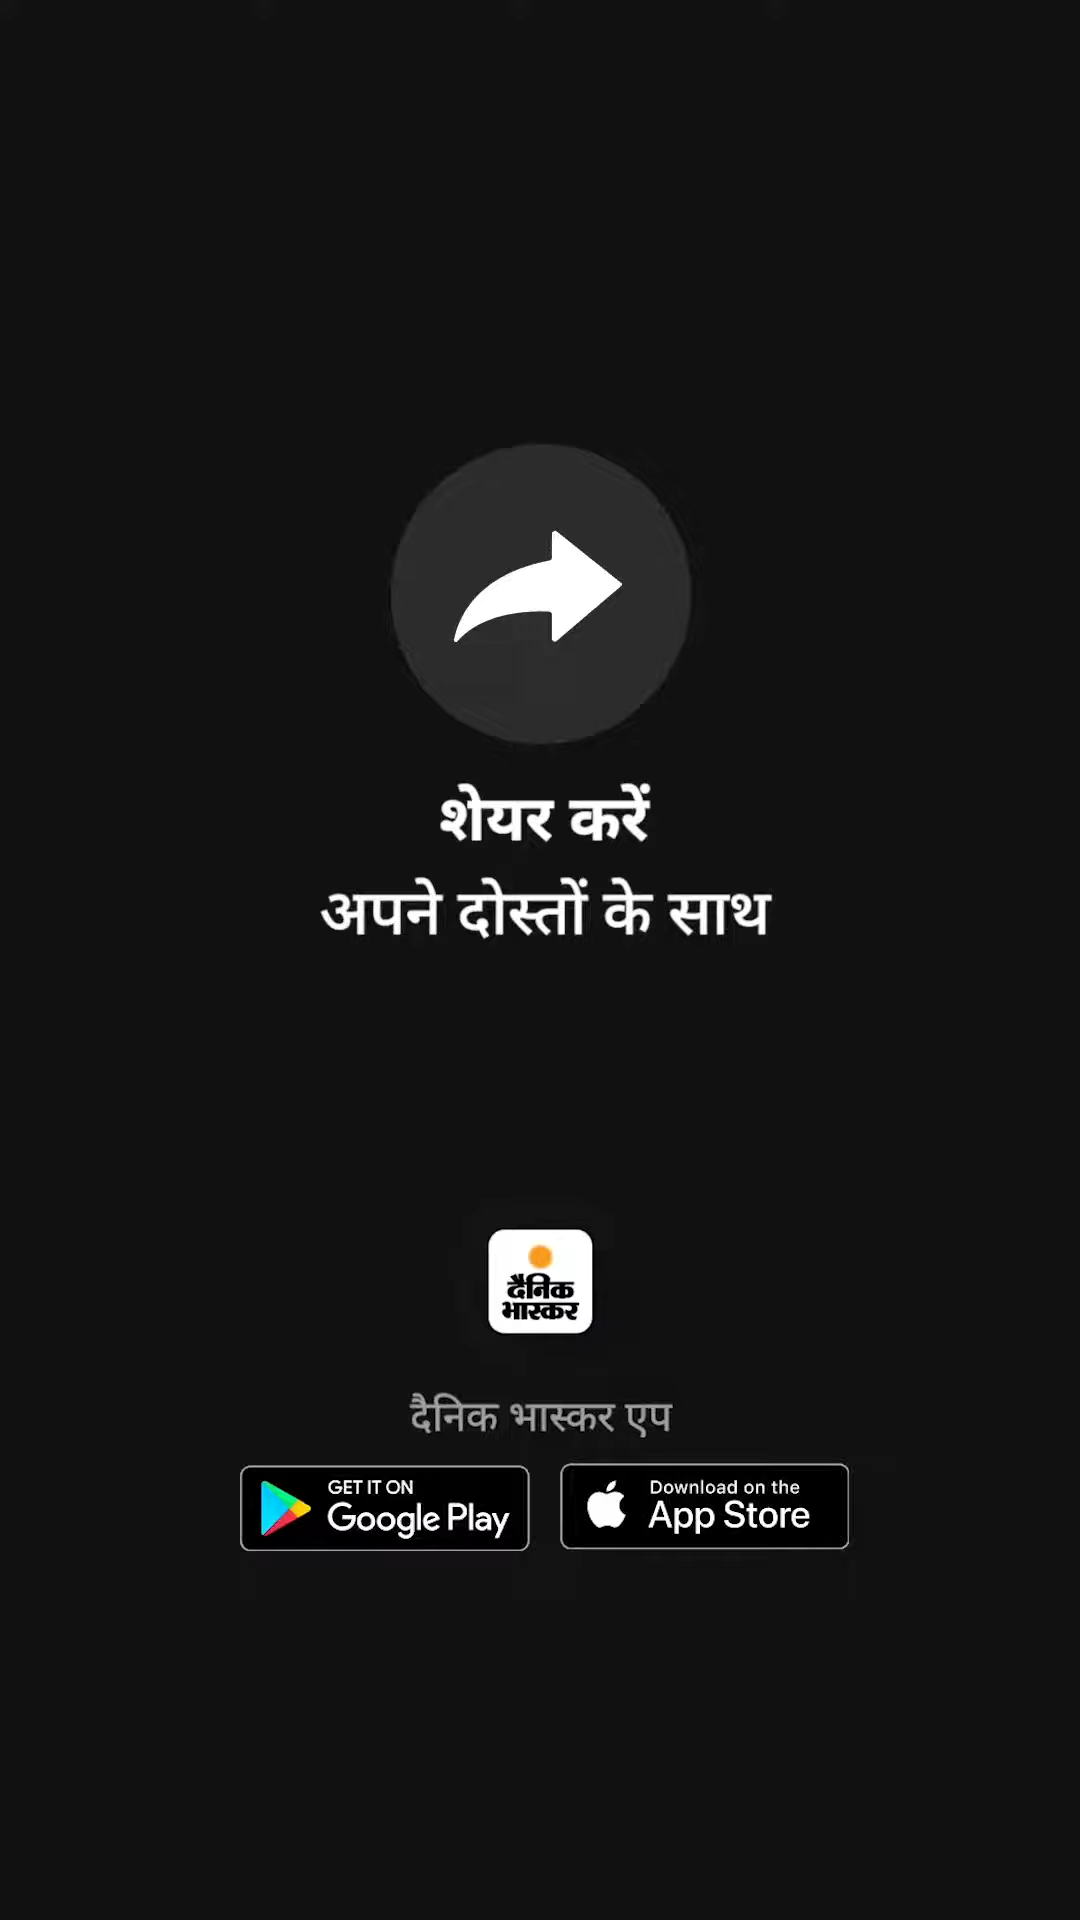 शेयर करें
अपने दोस्तों के साथ
दैनिक
भास्कर
दैनिक भास्कर एप
GET IT ON
Google Play
Download on the
App Store